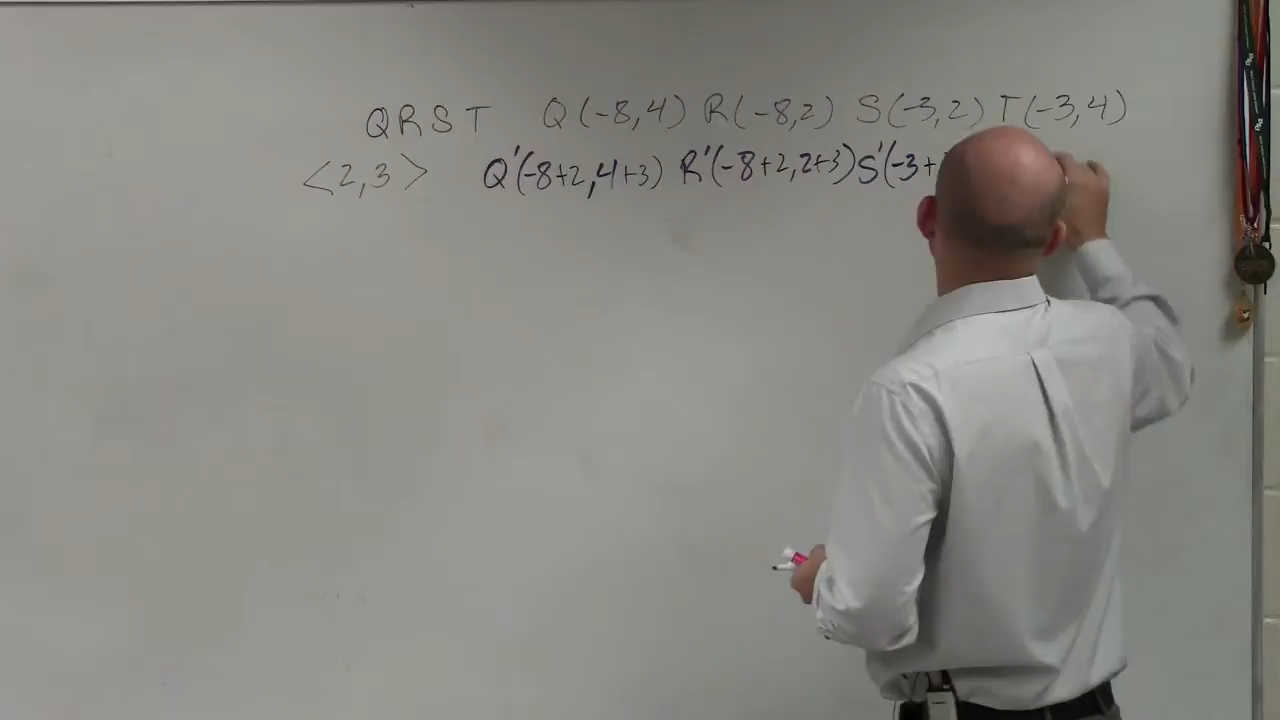 QRST Q(-8,4) R(-8,2) S(-3,2) T(-3,4)
<2,3> Q'(-8+2,4+3) R'(-8+2,2+3) S'(-3+